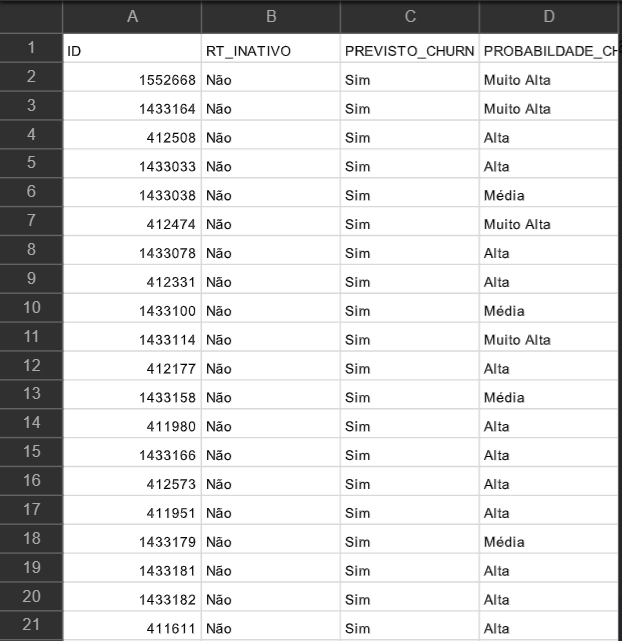 A B C D
1 ID RT_INATIVO PREVISTO_CHURN PROBABILDADE_CH
2 1552668 Não Sim Muito Alta
3 1433164 Não Sim Muito Alta
4 412508 Não Sim Alta
5 1433033 Não Sim Alta
6 1433038 Não Sim Média
7 412474 Não Sim Muito Alta
8 1433078 Não Sim Alta
9 412331 Não Sim Alta
10 1433100 Não Sim Média
11 1433114 Não Sim Muito Alta
12 412177 Não Sim Alta
13 1433158 Não Sim Média
14 411980 Não Sim Alta
15 1433166 Não Sim Alta
16 412573 Não Sim Alta
17 411951 Não Sim Alta
18 1433179 Não Sim Média
19 1433181 Não Sim Alta
20 1433182 Não Sim Alta
21 411611 Não Sim Alta